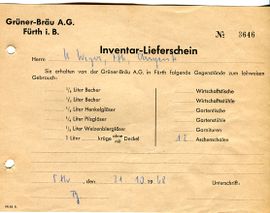 Grüner-Bräu A.G.
Fürth i. B.
№ 3646
Inventar-Lieferschein
Herrn
Sie erhalten von der Grüner-Bräu A.G. in Fürth folgende Gegenstände zum leihweisen
Gebrauch:
¼ Liter Becher Wirtschaftstische
½ Liter Becher Wirtschaftsstühle
½ Liter Henkelgläser Gartenstühle
¼ Liter Pilsgläser Gartentische
½ Liter Weizenbiergläser Garnituren
1 Liter krüge ohne mit Deckel 12 Aschenschalen
, den 21. 10. 1968 Unterschrift: